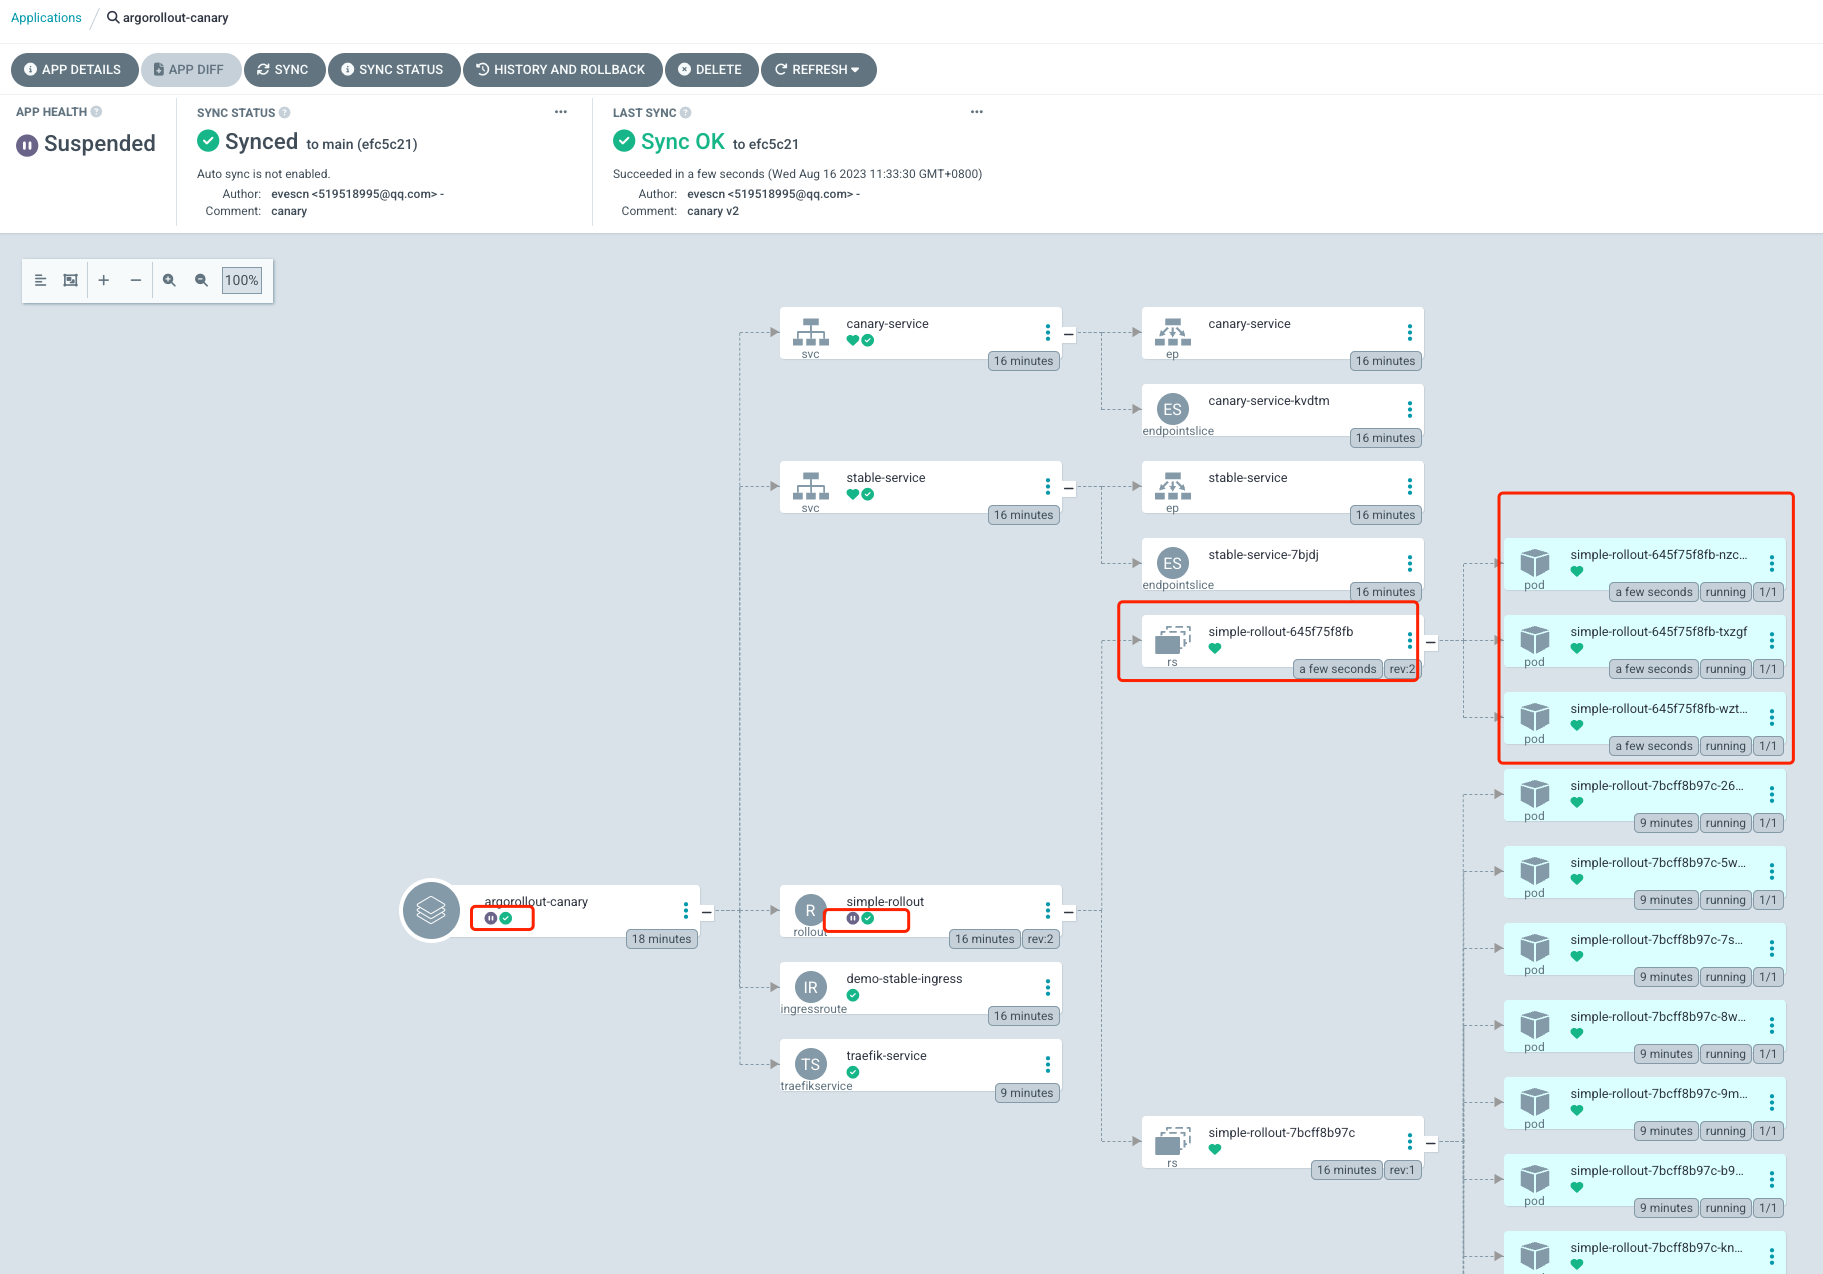 Applications
argorollout-canary
APP DETAILS
APP DIFF
SYNC
SYNC STATUS
HISTORY AND ROLLBACK
DELETE
REFRESH
APP HEALTH
Suspended
SYNC STATUS
Synced to main (efc5c21)
Auto sync is not enabled.
Author: evescn <519518995@qq.com> -
Comment: canary
LAST SYNC
Sync OK to efc5c21
Succeeded in a few seconds (Wed Aug 16 2023 11:33:30 GMT+0800)
Author: evescn <519518995@qq.com> -
Comment: canary v2
100%
argorollout-canary
18 minutes
canary-service
svc
16 minutes
stable-service
svc
16 minutes
R
simple-rollout
rollout
16 minutes rev:2
IR
demo-stable-ingress
ingressroute
16 minutes
TS
traefik-service
traefikservice
9 minutes
canary-service
ep
16 minutes
ES
canary-service-kvdtm
endpointslice
16 minutes
stable-service
ep
16 minutes
ES
stable-service-7bjdj
endpointslice
16 minutes
simple-rollout-645f75f8fb
rs
a few seconds rev:2
simple-rollout-7bcff8b97c
rs
16 minutes rev:1
simple-rollout-645f75f8fb-nzc...
pod
a few seconds running 1/1
simple-rollout-645f75f8fb-txzgf
pod
a few seconds running 1/1
simple-rollout-645f75f8fb-wzt...
pod
a few seconds running 1/1
simple-rollout-7bcff8b97c-26...
pod
9 minutes running 1/1
simple-rollout-7bcff8b97c-5w...
pod
9 minutes running 1/1
simple-rollout-7bcff8b97c-7s...
pod
9 minutes running 1/1
simple-rollout-7bcff8b97c-8w...
pod
9 minutes running 1/1
simple-rollout-7bcff8b97c-9m...
pod
9 minutes running 1/1
simple-rollout-7bcff8b97c-b9...
pod
9 minutes running 1/1
simple-rollout-7bcff8b97c-kn...